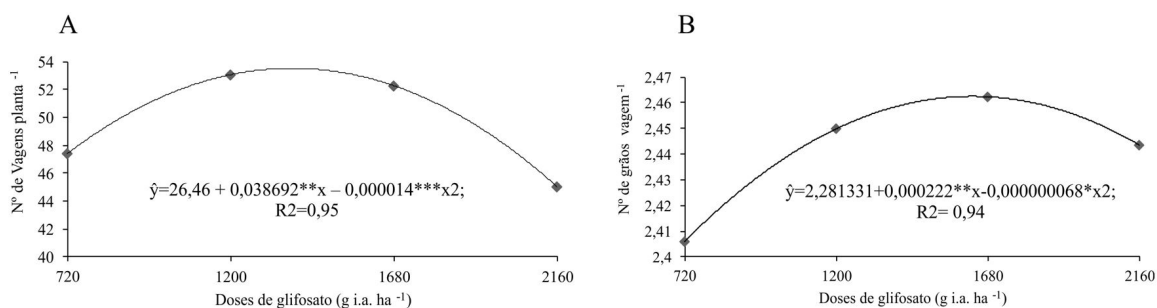 A
Nº de Vagens planta -1
54
52
50
48
46
44
42
40
720
1200
1680
2160
ŷ=26,46 + 0,038692**x – 0,000014***x2;
R2=0,95
Doses de glifosato (g i.a. ha -1)
B
Nº de grãos vagem-1
2,47
2,46
2,45
2,44
2,43
2,42
2,41
2,4
720
1200
1680
2160
ŷ=2,281331+0,000222**x-0,000000068*x2;
R2= 0,94
Doses de glifosato (g i.a. ha -1)